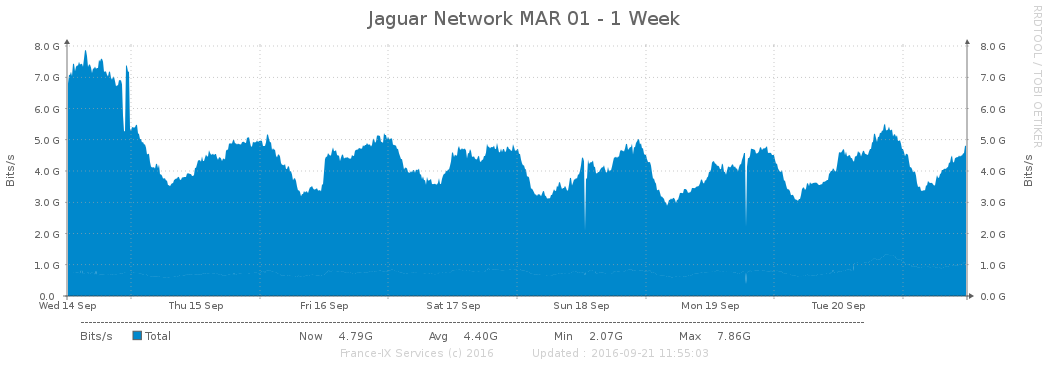 Jaguar Network MAR 01 - 1 Week
RRDTOOL / TOBI OETIKER
Bits/s
Bits/s
8.0 G 8.0 G
7.0 G 7.0 G
6.0 G 6.0 G
5.0 G 5.0 G
4.0 G 4.0 G
3.0 G 3.0 G
2.0 G 2.0 G
1.0 G 1.0 G
0.0 0.0 G
Wed 14 Sep Thu 15 Sep Fri 16 Sep Sat 17 Sep Sun 18 Sep Mon 19 Sep Tue 20 Sep
Bits/s Total Now 4.79G Avg 4.40G Min 2.07G Max 7.86G
France-IX Services (c) 2016 Updated : 2016-09-21 11:55:03